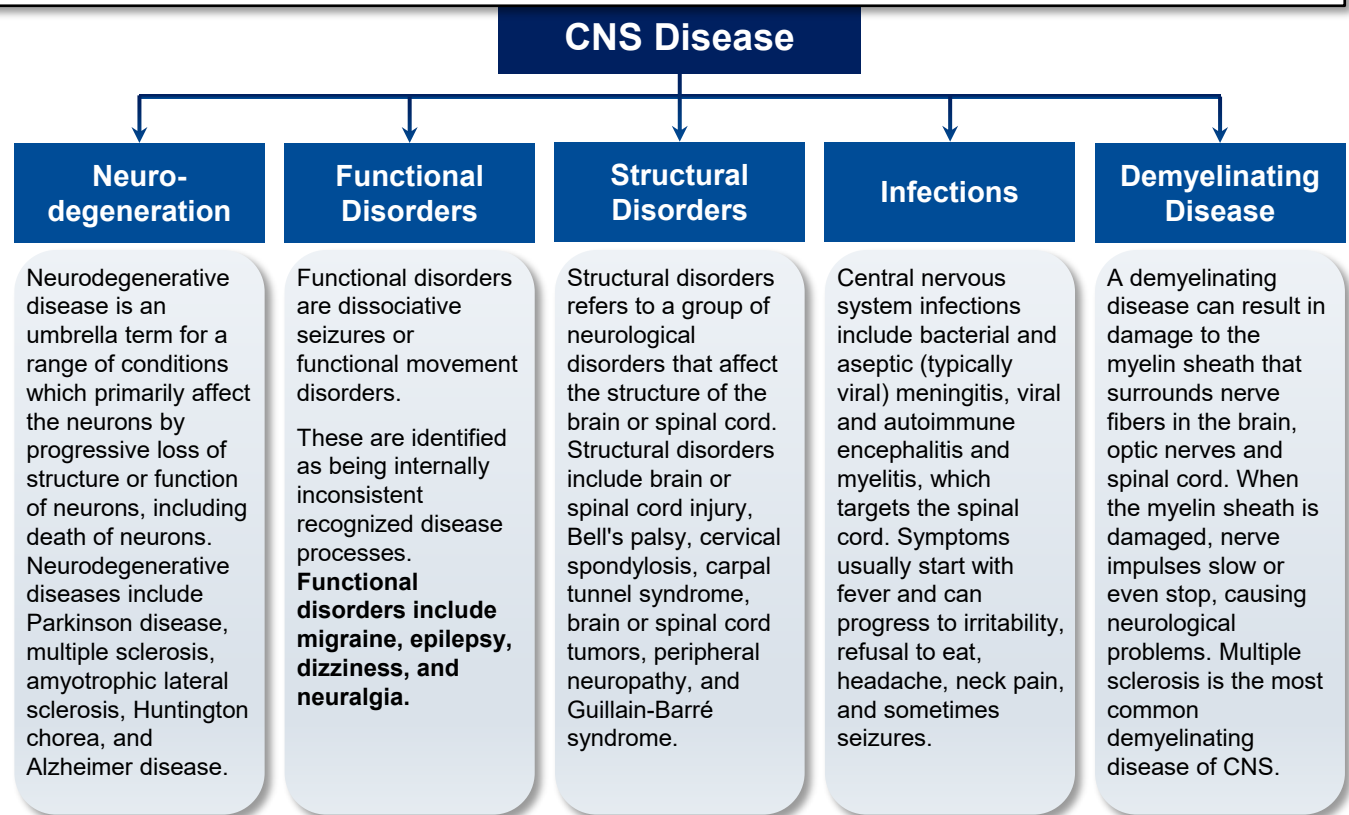 CNS Disease
Neuro-
degeneration
Neurodegenerative
disease is an
umbrella term for a
range of conditions
which primarily affect
the neurons by
progressive loss of
structure or function
of neurons, including
death of neurons.
Neurodegenerative
diseases include
Parkinson disease,
multiple sclerosis,
amyotrophic lateral
sclerosis, Huntington
chorea, and
Alzheimer disease.
Functional
Disorders
Functional disorders
are dissociative
seizures or
functional movement
disorders.
These are identified
as being internally
inconsistent
recognized disease
processes.
Functional
disorders include
migraine, epilepsy,
dizziness, and
neuralgia.
Structural
Disorders
Structural disorders
refers to a group of
neurological
disorders that affect
the structure of the
brain or spinal cord.
Structural disorders
include brain or
spinal cord injury,
Bell's palsy, cervical
spondylosis, carpal
tunnel syndrome,
brain or spinal cord
tumors, peripheral
neuropathy, and
Guillain-Barré
syndrome.
Infections
Central nervous
system infections
include bacterial and
aseptic (typically
viral) meningitis, viral
and autoimmune
encephalitis and
myelitis, which
targets the spinal
cord. Symptoms
usually start with
fever and can
progress to irritability,
refusal to eat,
headache, neck pain,
and sometimes
seizures.
Demyelinating
Disease
A demyelinating
disease can result in
damage to the
myelin sheath that
surrounds nerve
fibers in the brain,
optic nerves and
spinal cord. When
the myelin sheath is
damaged, nerve
impulses slow or
even stop, causing
neurological
problems. Multiple
sclerosis is the most
common
demyelinating
disease of CNS.